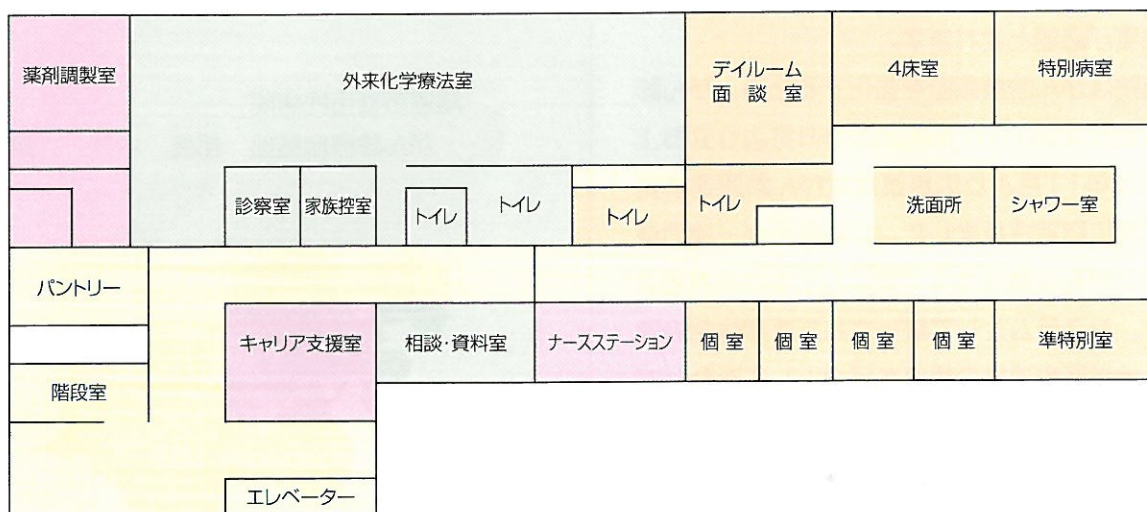 薬剤調製室
外来化学療法室
デイルーム
面談室
4床室
特別病室
診察室
家族控室
トイレ
トイレ
トイレ
トイレ
洗面所
シャワー室
パントリー
キャリア支援室
相談・資料室
ナースステーション
個室
個室
個室
個室
準特別室
階段室
エレベーター